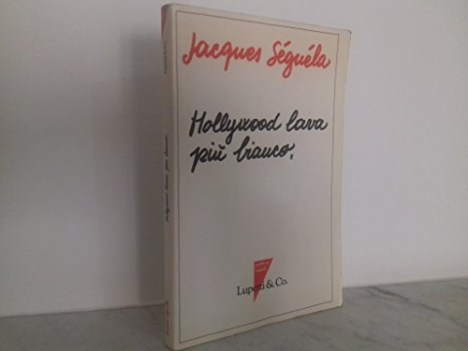 Jacques Séguéla
Hollywood lava
più bianco.
Lupetti & Co.